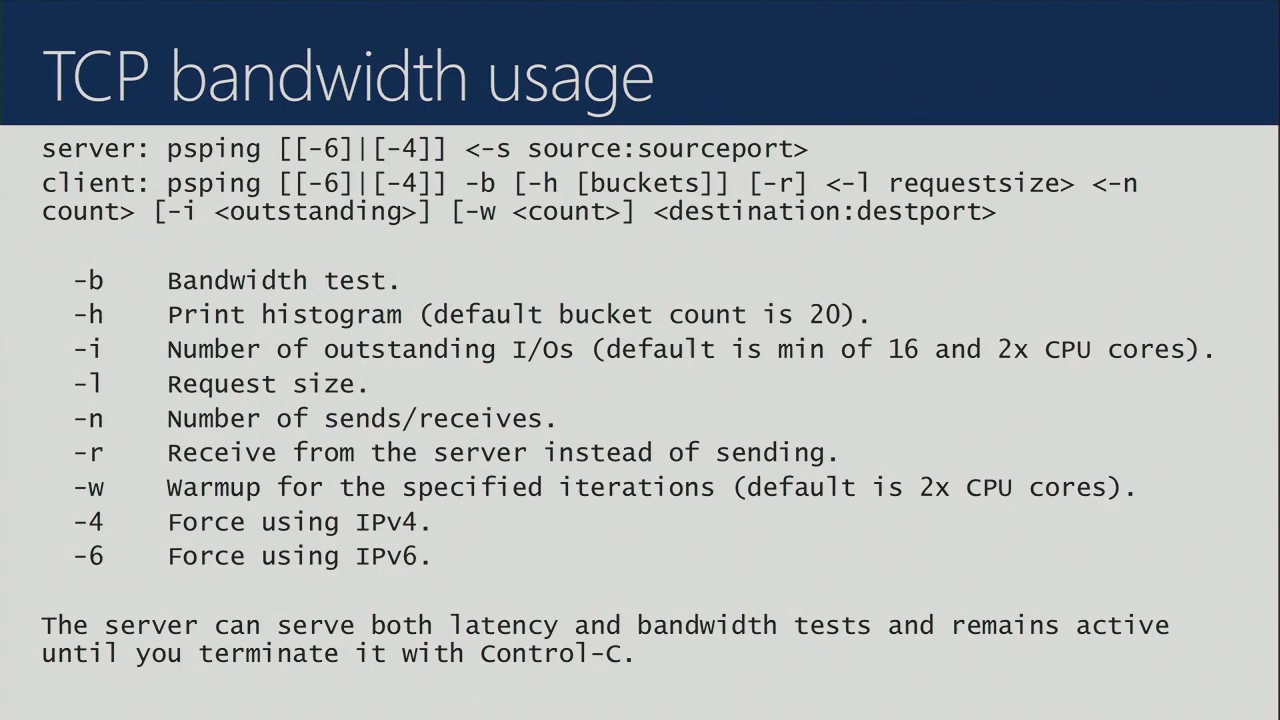 TCP bandwidth usage
server: psping [[-6]|[-4]] <-s source:sourceport>
client: psping [[-6]|[-4]] -b [-h [buckets]] [-r] <-l requestsize> <-n
count> [-i <outstanding>] [-w <count>] <destination:destport>
-b Bandwidth test.
-h Print histogram (default bucket count is 20).
-i Number of outstanding I/Os (default is min of 16 and 2x CPU cores).
-l Request size.
-n Number of sends/receives.
-r Receive from the server instead of sending.
-w Warmup for the specified iterations (default is 2x CPU cores).
-4 Force using IPv4.
-6 Force using IPv6.
The server can serve both latency and bandwidth tests and remains active
until you terminate it with Control-C.